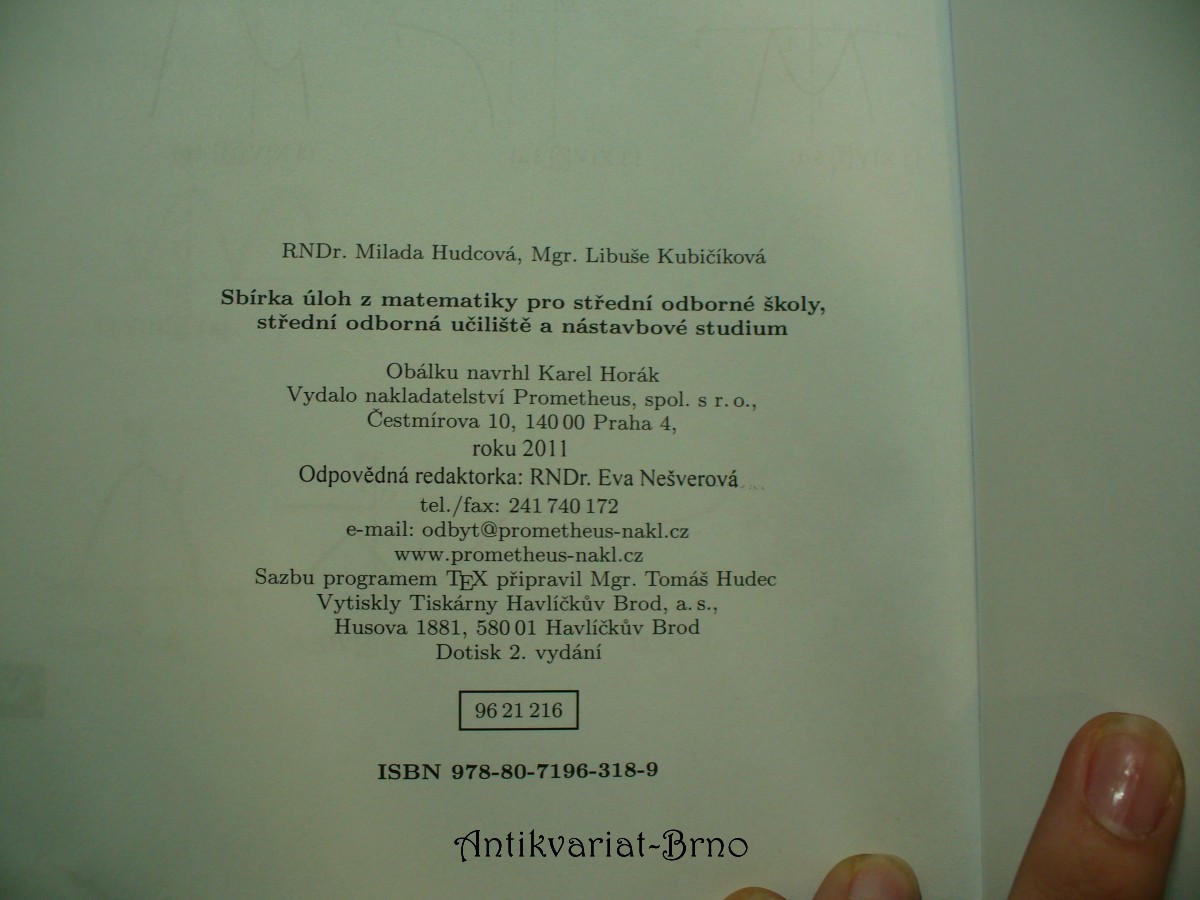 RNDr. Milada Hudcová, Mgr. Libuše Kubičíková
Sbírka úloh z matematiky pro střední odborné školy,
střední odborná učiliště a nástavbové studium
Obálku navrhl Karel Horák
Vydalo nakladatelství Prometheus, spol. s r. o.,
Čestmírova 10, 140 00 Praha 4,
roku 2011
Odpovědná redaktorka: RNDr. Eva Nešverová
tel./fax: 241 740 172
e-mail: odbyt@prometheus-nakl.cz
www.prometheus-nakl.cz
Sazbu programem TEX připravil Mgr. Tomáš Hudec
Vytiskly Tiskárny Havlíčkův Brod, a. s.,
Husova 1881, 580 01 Havlíčkův Brod
Dotisk 2. vydání
96 21 216
ISBN 978-80-7196-318-9
Antikvariat-Brno